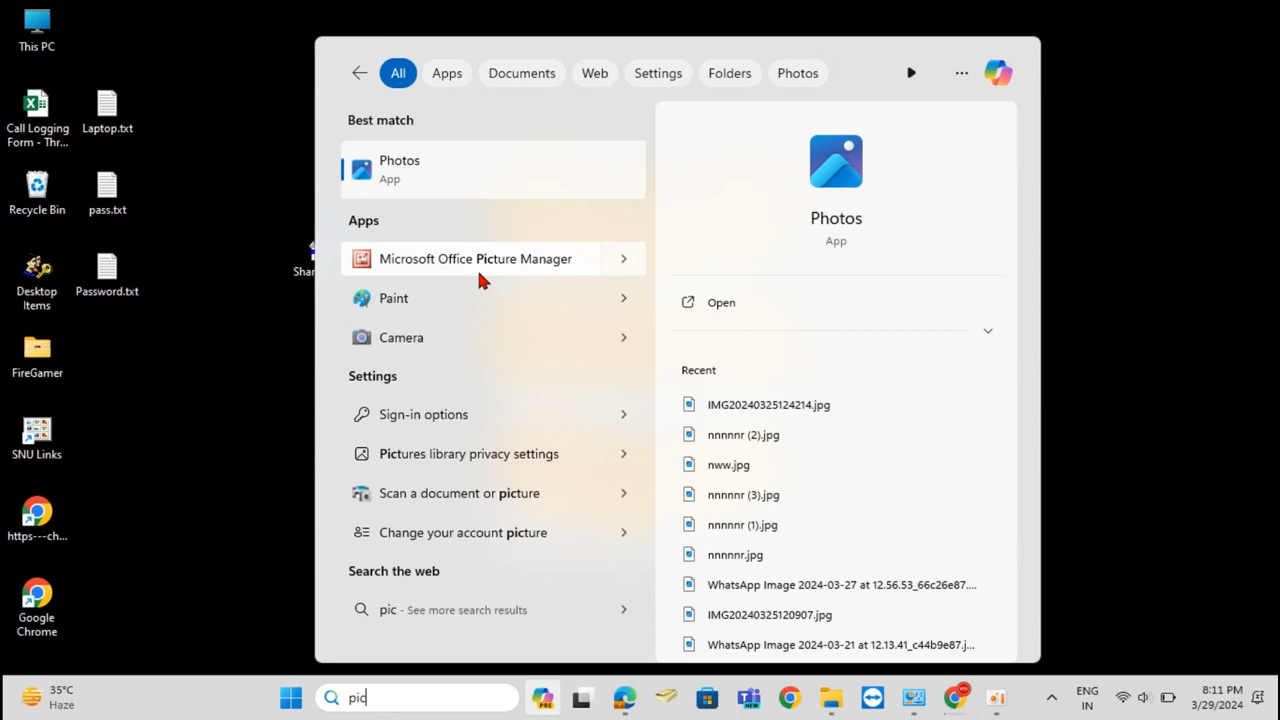 This PC
Call Logging
Form - Thr...
Laptop.txt
Recycle Bin
pass.txt
Desktop
Items
Password.txt
FireGamer
SNU Links
https---ch...
Google
Chrome
Shar
All
Apps
Documents
Web
Settings
Folders
Photos
Best match
Photos
App
Apps
Microsoft Office Picture Manager
Paint
Camera
Settings
Sign-in options
Pictures library privacy settings
Scan a document or picture
Change your account picture
Search the web
pic - See more search results
Photos
App
Open
Recent
IMG20240325124214.jpg
nnnnnr (2).jpg
nww.jpg
nnnnnr (3).jpg
nnnnnr (1).jpg
nnnnnr.jpg
WhatsApp Image 2024-03-27 at 12.56.53_66c26e87....
IMG20240325120907.jpg
WhatsApp Image 2024-03-21 at 12.13.41_c44b9e87.j...
35°C
Haze
pic
PRE
NEW
ENG
IN
8:11 PM
3/29/2024